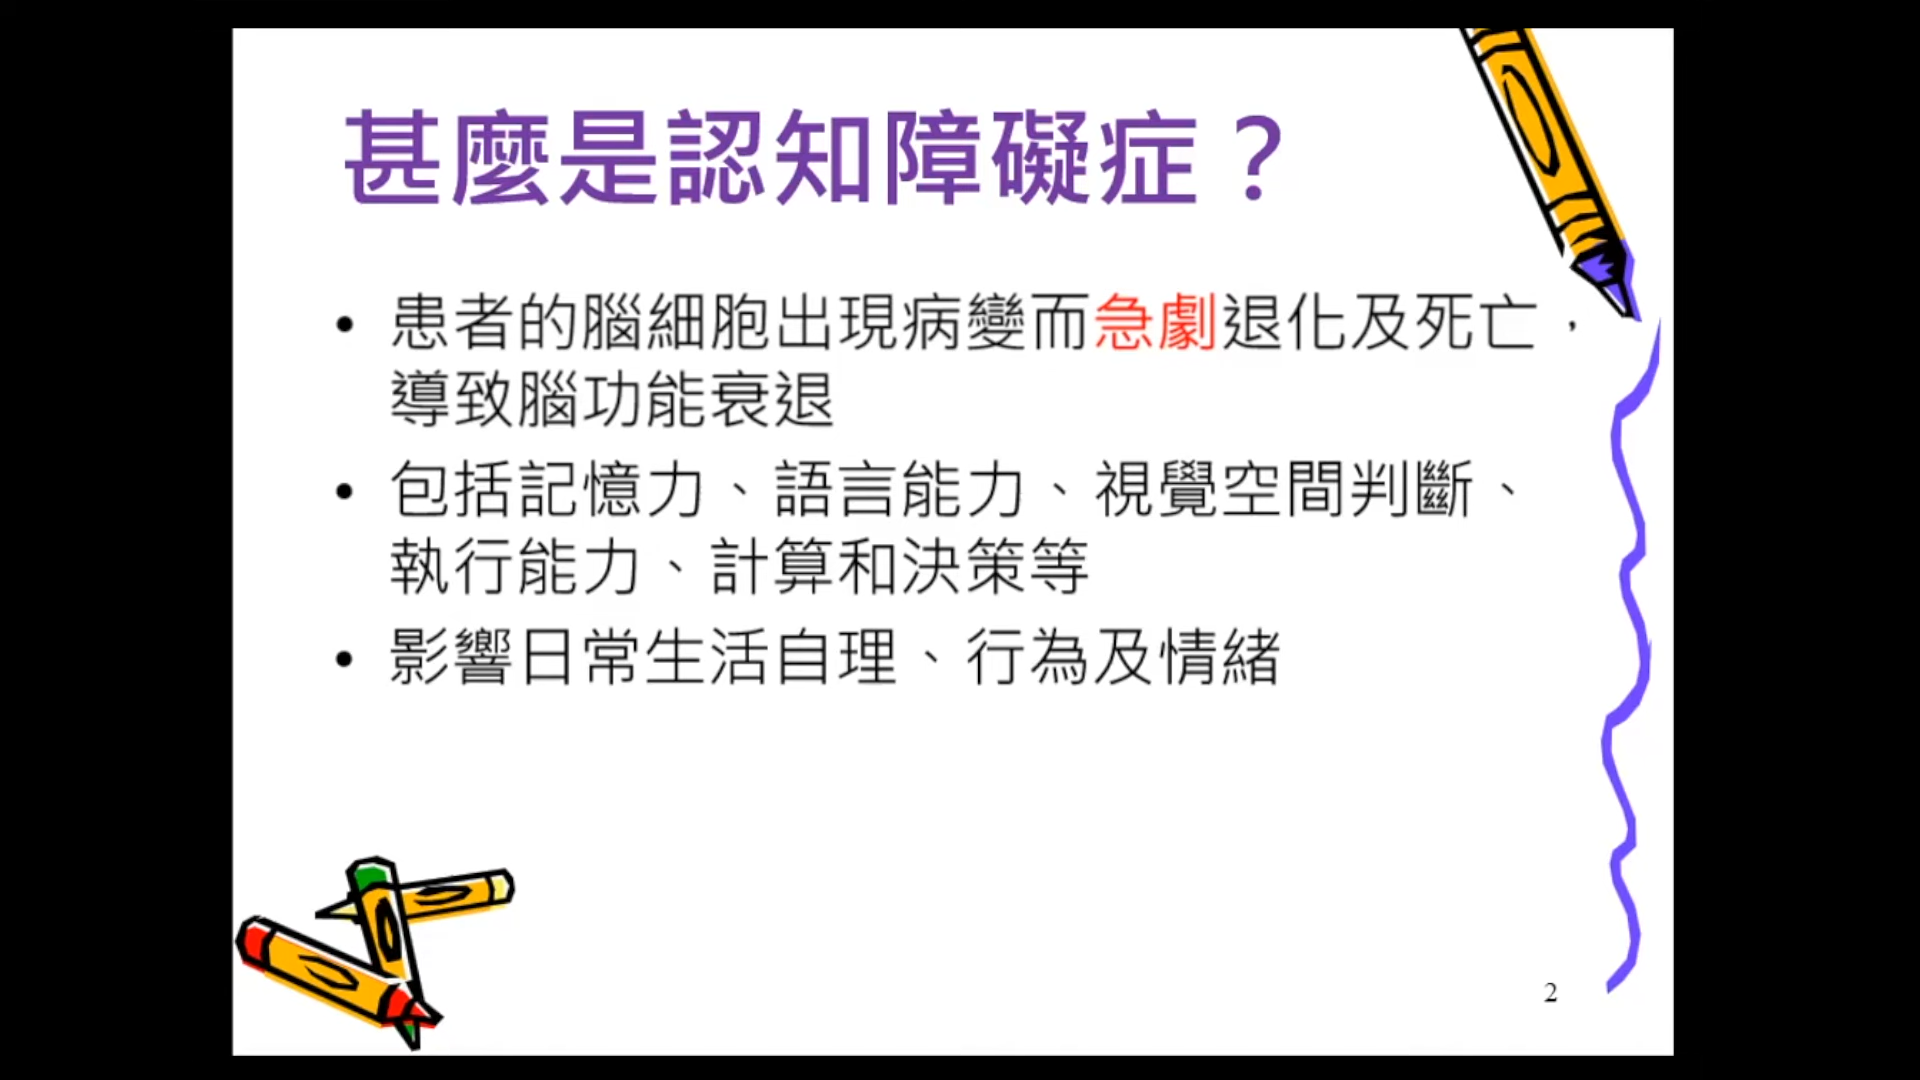 甚麼是認知障礙症？
• 患者的腦細胞出現病變而急劇退化及死亡，
導致腦功能衰退
• 包括記憶力、語言能力、視覺空間判斷、
執行能力、計算和決策等
• 影響日常生活自理、行為及情緒
2